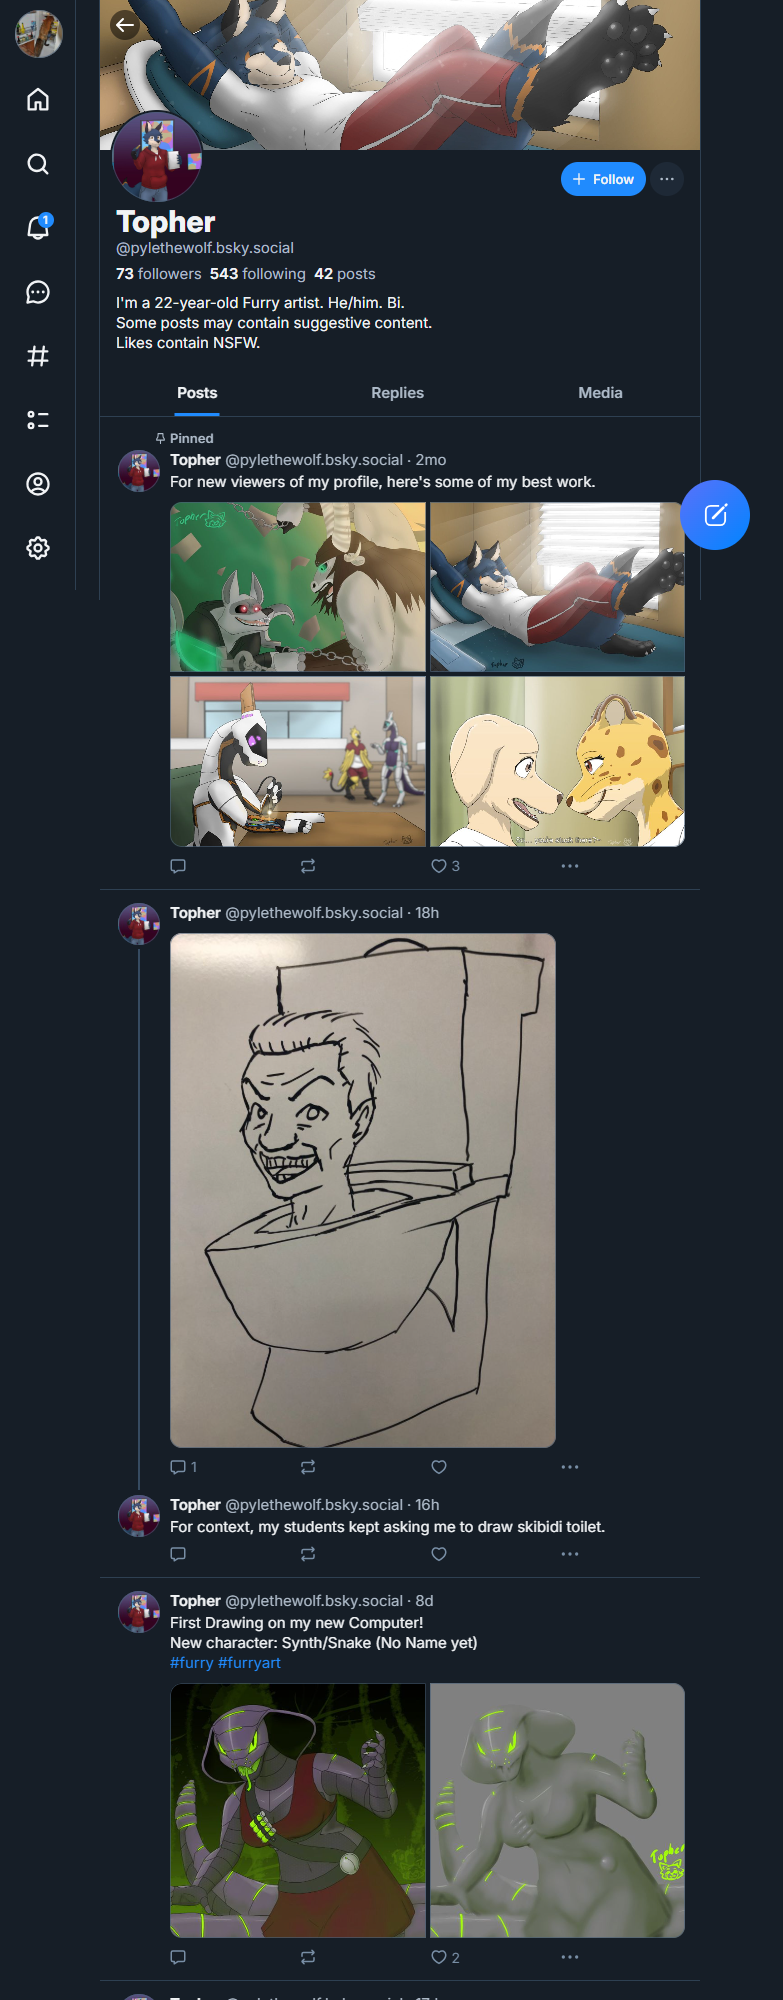 1
Follow
Topher
@pylethewolf.bsky.social
73 followers 543 following 42 posts
I'm a 22-year-old Furry artist. He/him. Bi.
Some posts may contain suggestive content.
Likes contain NSFW.
Posts Replies Media
Pinned
Topher @pylethewolf.bsky.social · 2mo
For new viewers of my profile, here's some of my best work.
Topher
Topher
3
Topher @pylethewolf.bsky.social · 18h
1
Topher @pylethewolf.bsky.social · 16h
For context, my students kept asking me to draw skibidi toilet.
Topher @pylethewolf.bsky.social · 8d
First Drawing on my new Computer!
New character: Synth/Snake (No Name yet)
#furry #furryart
Topher
2